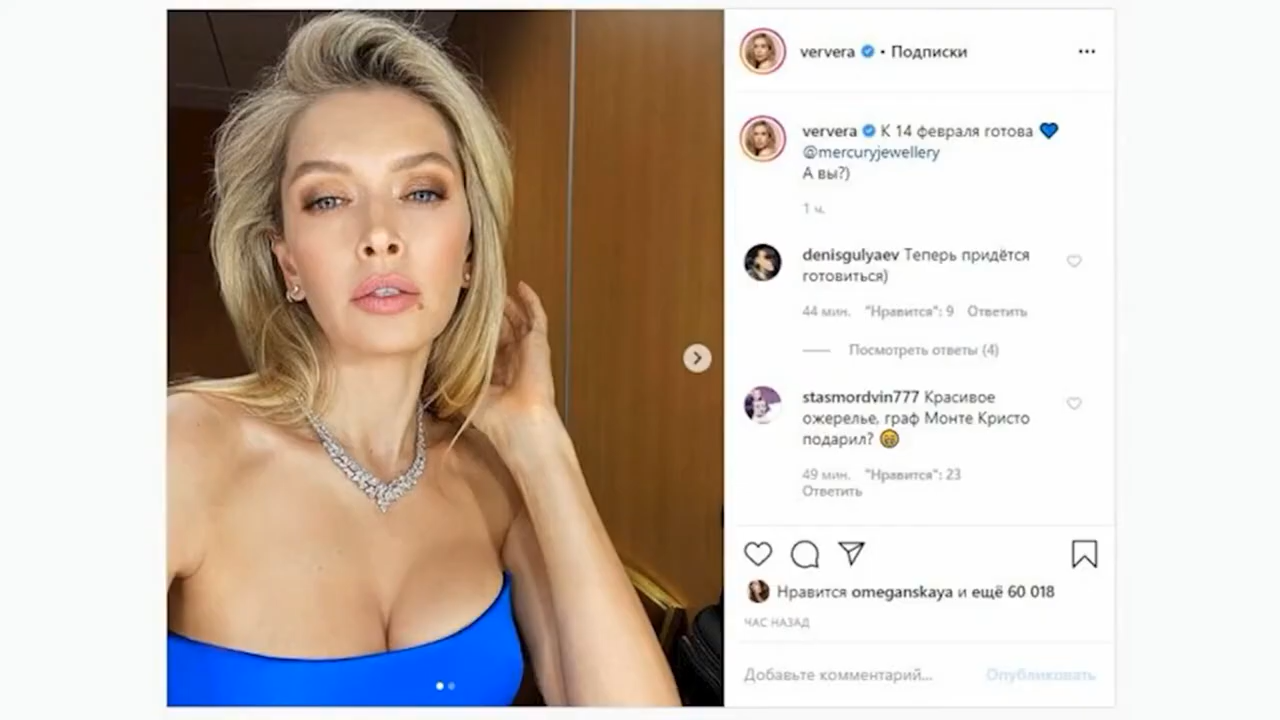 ververa • Подписки
ververa К 14 февраля готова
@mercuryjewellery
А вы?)
1 ч.
denisgulyaev Теперь придётся
готовиться)
44 мин. "Нравится": 9 Ответить
Посмотреть ответы (4)
stasmordvin777 Красивое
ожерелье, граф Монте Кристо
подарил?
49 мин. "Нравится": 23
Ответить
Нравится omeganskaya и ещё 60 018
ЧАС НАЗАД
Добавьте комментарий... Опубликовать